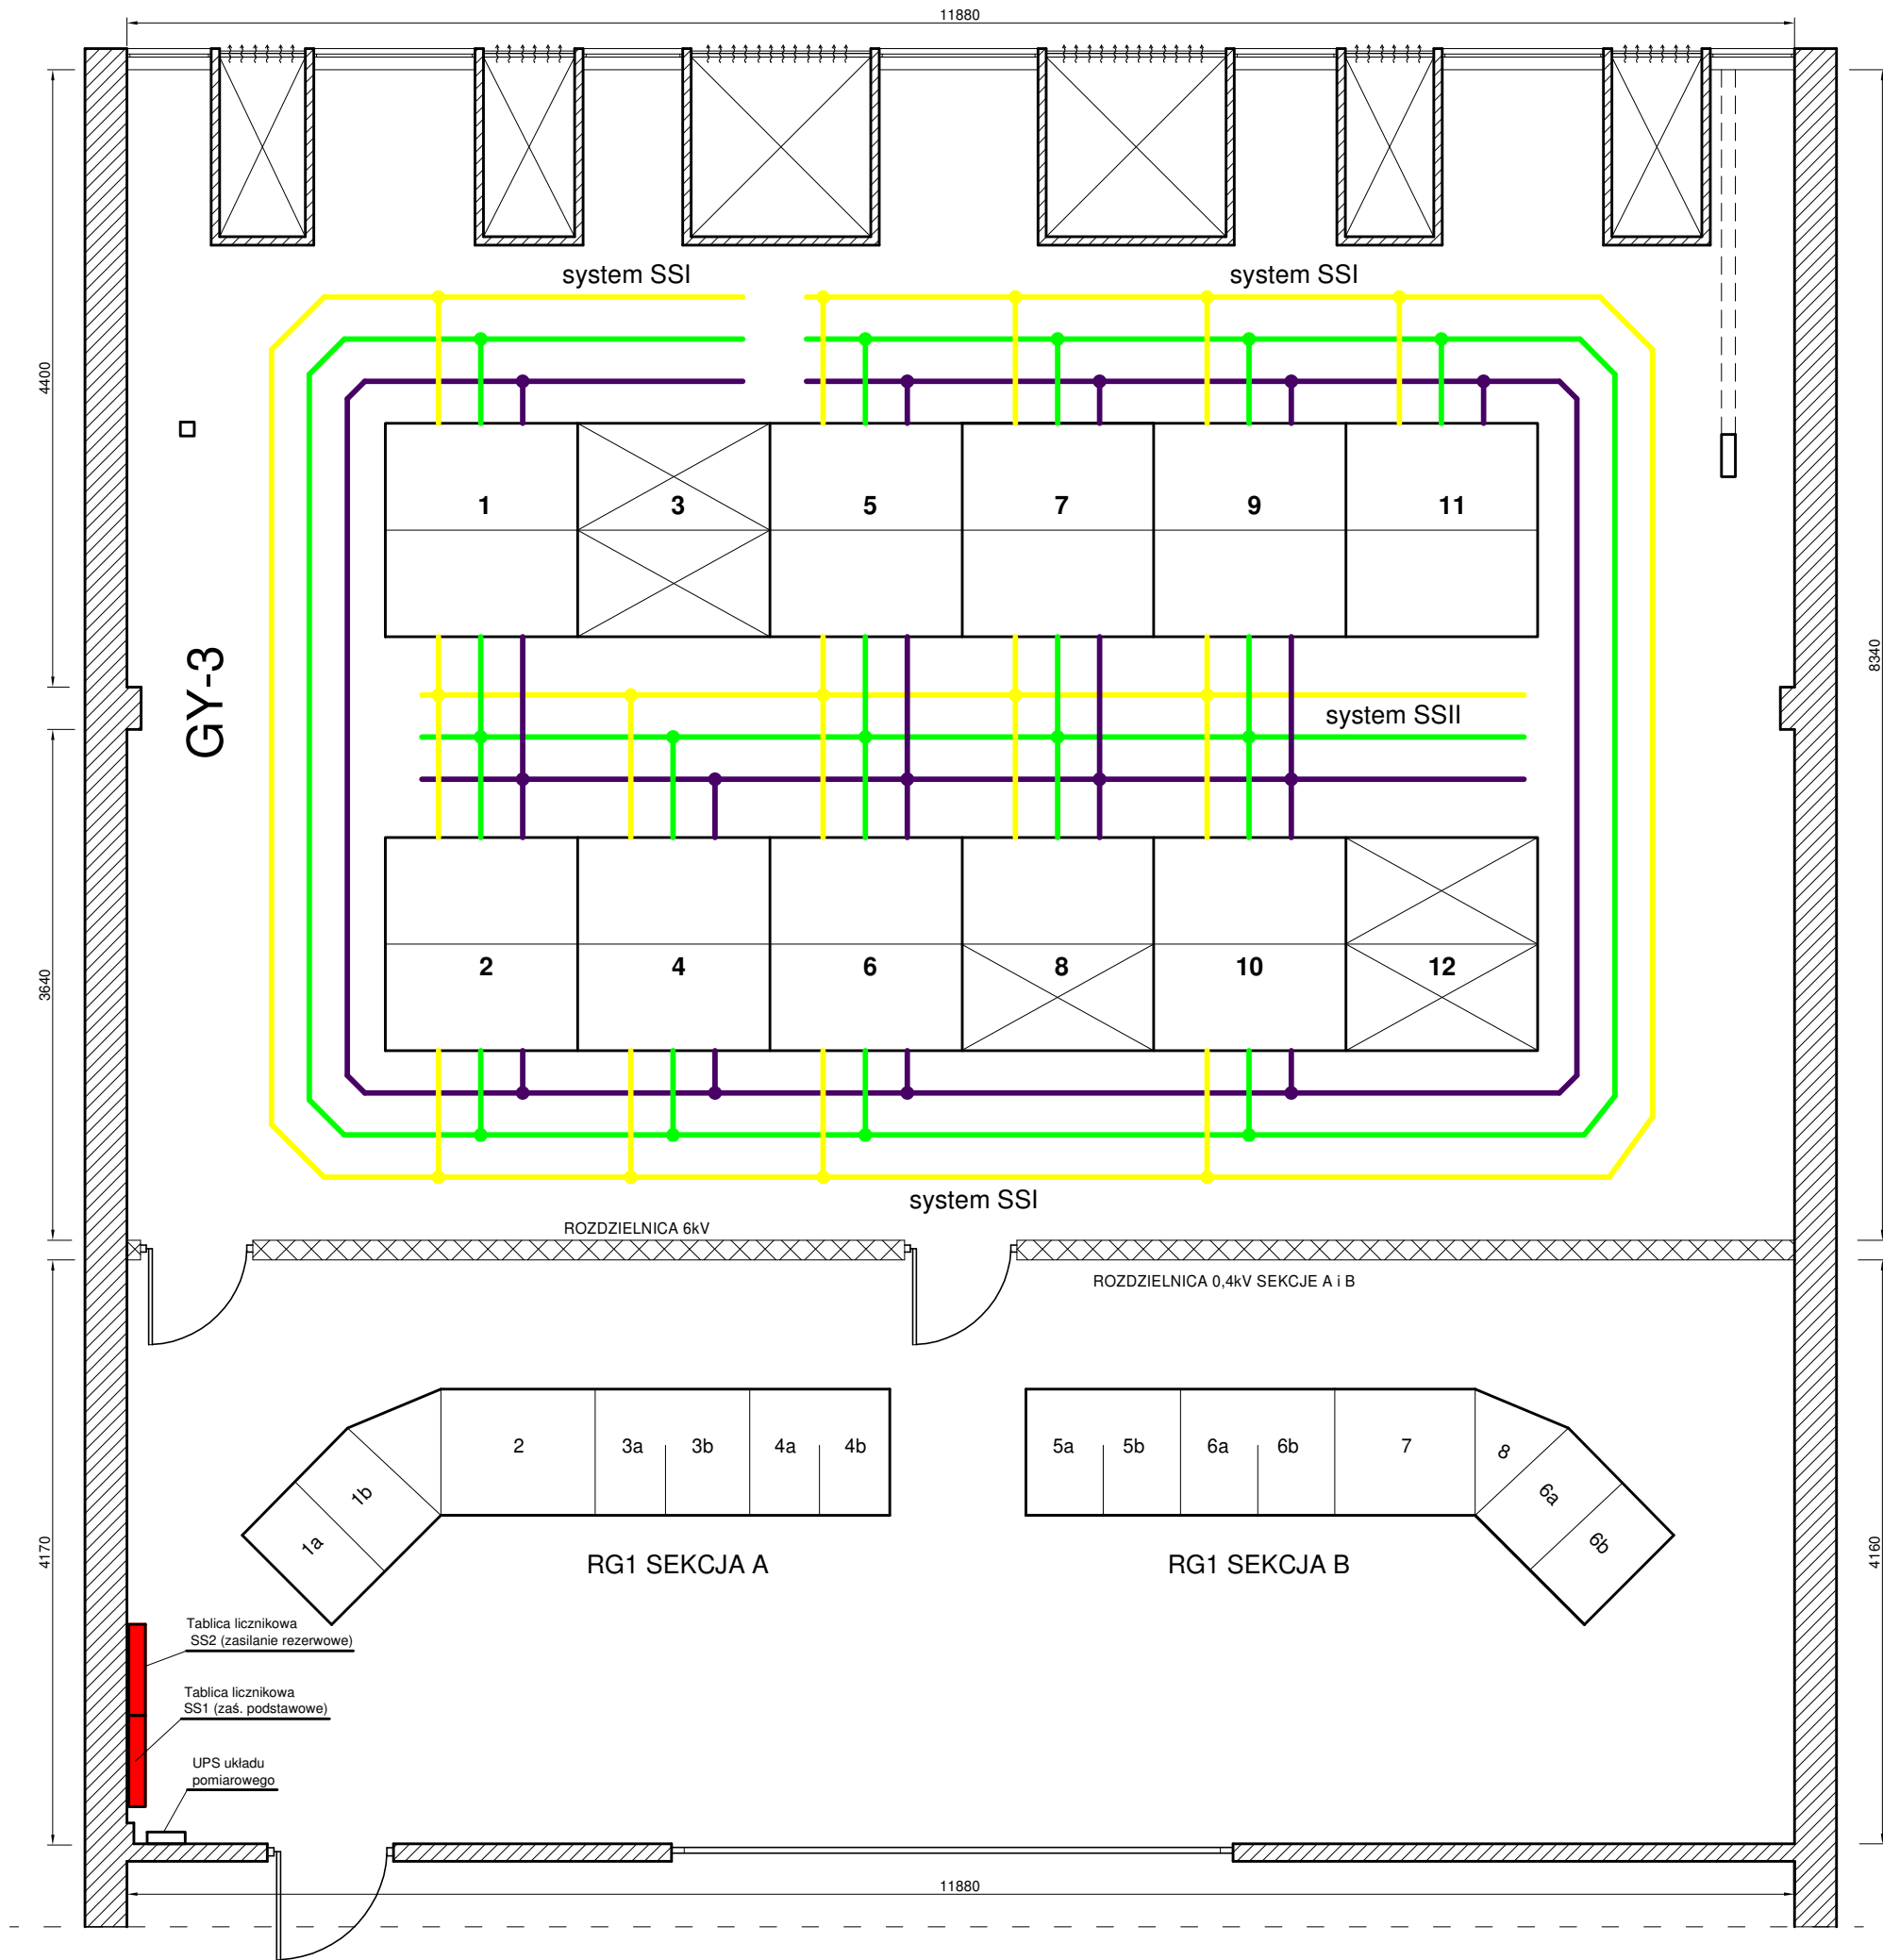 11880
system SSI
system SSI
4400
8340
1
3
5
7
9
11
GY-3
system SSII
3640
2
4
6
8
10
12
system SSI
ROZDZIELNICA 6kV
ROZDZIELNICA 0,4kV SEKCJE A i B
1a
1b
2
3a
3b
4a
4b
5a
5b
6a
6b
7
8
6a
6b
4170
4160
RG1 SEKCJA A
RG1 SEKCJA B
Tablica licznikowa
SS2 (zasilanie rezerwowe)
Tablica licznikowa
SS1 (zaś. podstawowe)
UPS układu
pomiarowego
11880